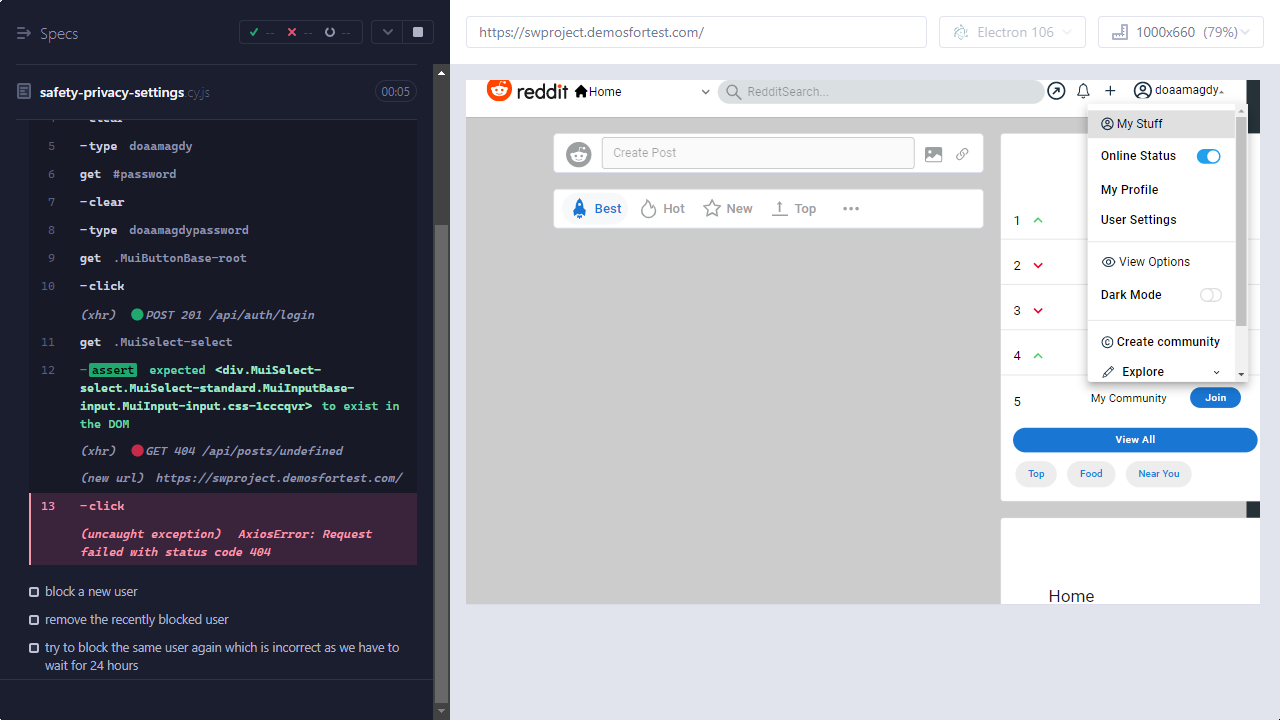 Specs
--
--
--
safety-privacy-settings.cy.js
00:05
-clear
5 -type doaamagdy
6 get #password
7 -clear
8 -type doaamagdypassword
9 get .MuiButtonBase-root
10 -click
(xhr) POST 201 /api/auth/login
11 get .MuiSelect-select
12 -assert expected <div.MuiSelect-
select.MuiSelect-standard.MuiInputBase-
input.MuiInput-input.css-1cccqvr> to exist in
the DOM
(xhr) GET 404 /api/posts/undefined
(new url) https://swproject.demosfortest.com/
13 -click
(uncaught exception) AxiosError: Request
failed with status code 404
block a new user
remove the recently blocked user
try to block the same user again which is incorrect as we have to
wait for 24 hours
https://swproject.demosfortest.com/
Electron 106
1000x660 (79%)
reddit
Home
RedditSearch...
doaamagdy
Create Post
Best
Hot
New
Top
My Stuff
Online Status
My Profile
User Settings
View Options
Dark Mode
Create community
Explore
1
2
3
4
5
My Community
Join
View All
Top
Food
Near You
Home